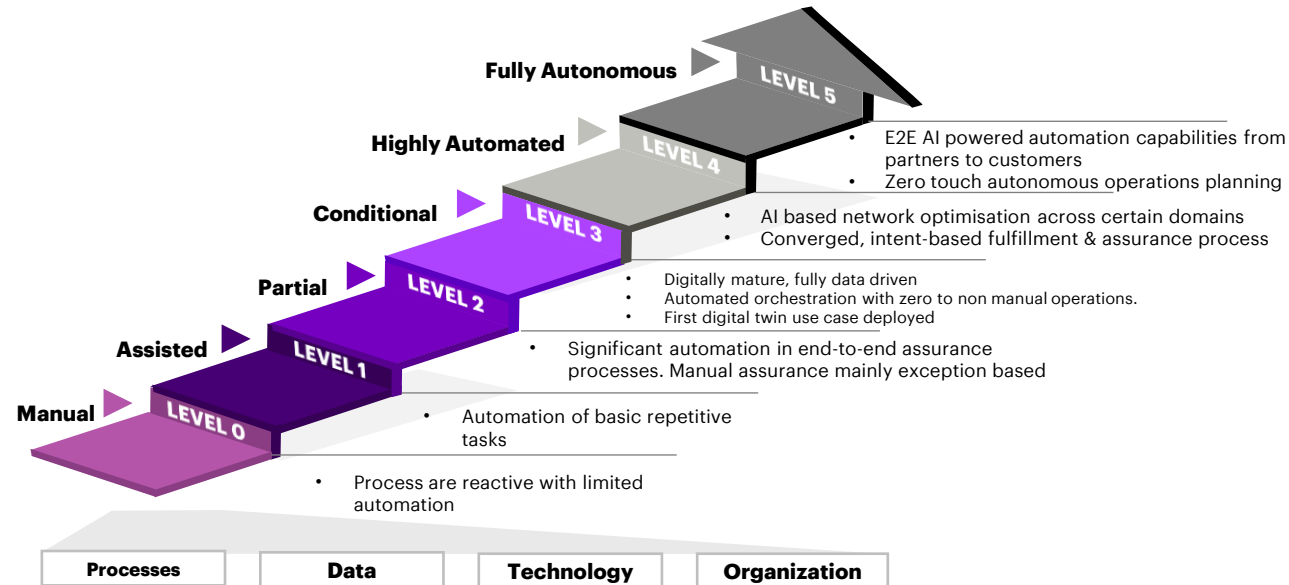 Fully Autonomous
LEVEL 5
• E2E AI powered automation capabilities from
partners to customers
• Zero touch autonomous operations planning
Highly Automated
LEVEL 4
• AI based network optimisation across certain domains
• Converged, intent-based fulfillment & assurance process
Conditional
LEVEL 3
• Digitally mature, fully data driven
• Automated orchestration with zero to non manual operations.
• First digital twin use case deployed
Partial
LEVEL 2
• Significant automation in end-to-end assurance
processes. Manual assurance mainly exception based
Assisted
LEVEL 1
• Automation of basic repetitive
tasks
Manual
LEVEL 0
• Process are reactive with limited
automation
Processes
Data
Technology
Organization